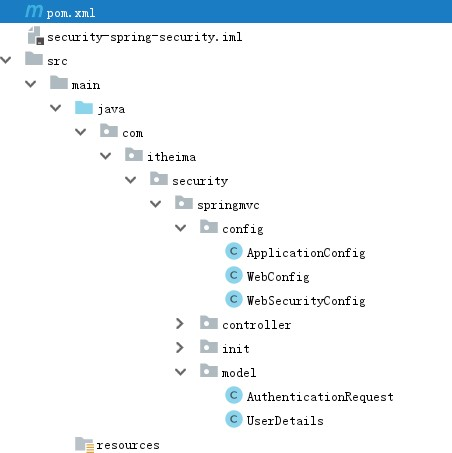 pom.xml
security-spring-security.iml
src
main
java
com
itheima
security
springmvc
config
ApplicationConfig
WebConfig
WebSecurityConfig
controller
init
model
AuthenticationRequest
UserDetails
resources